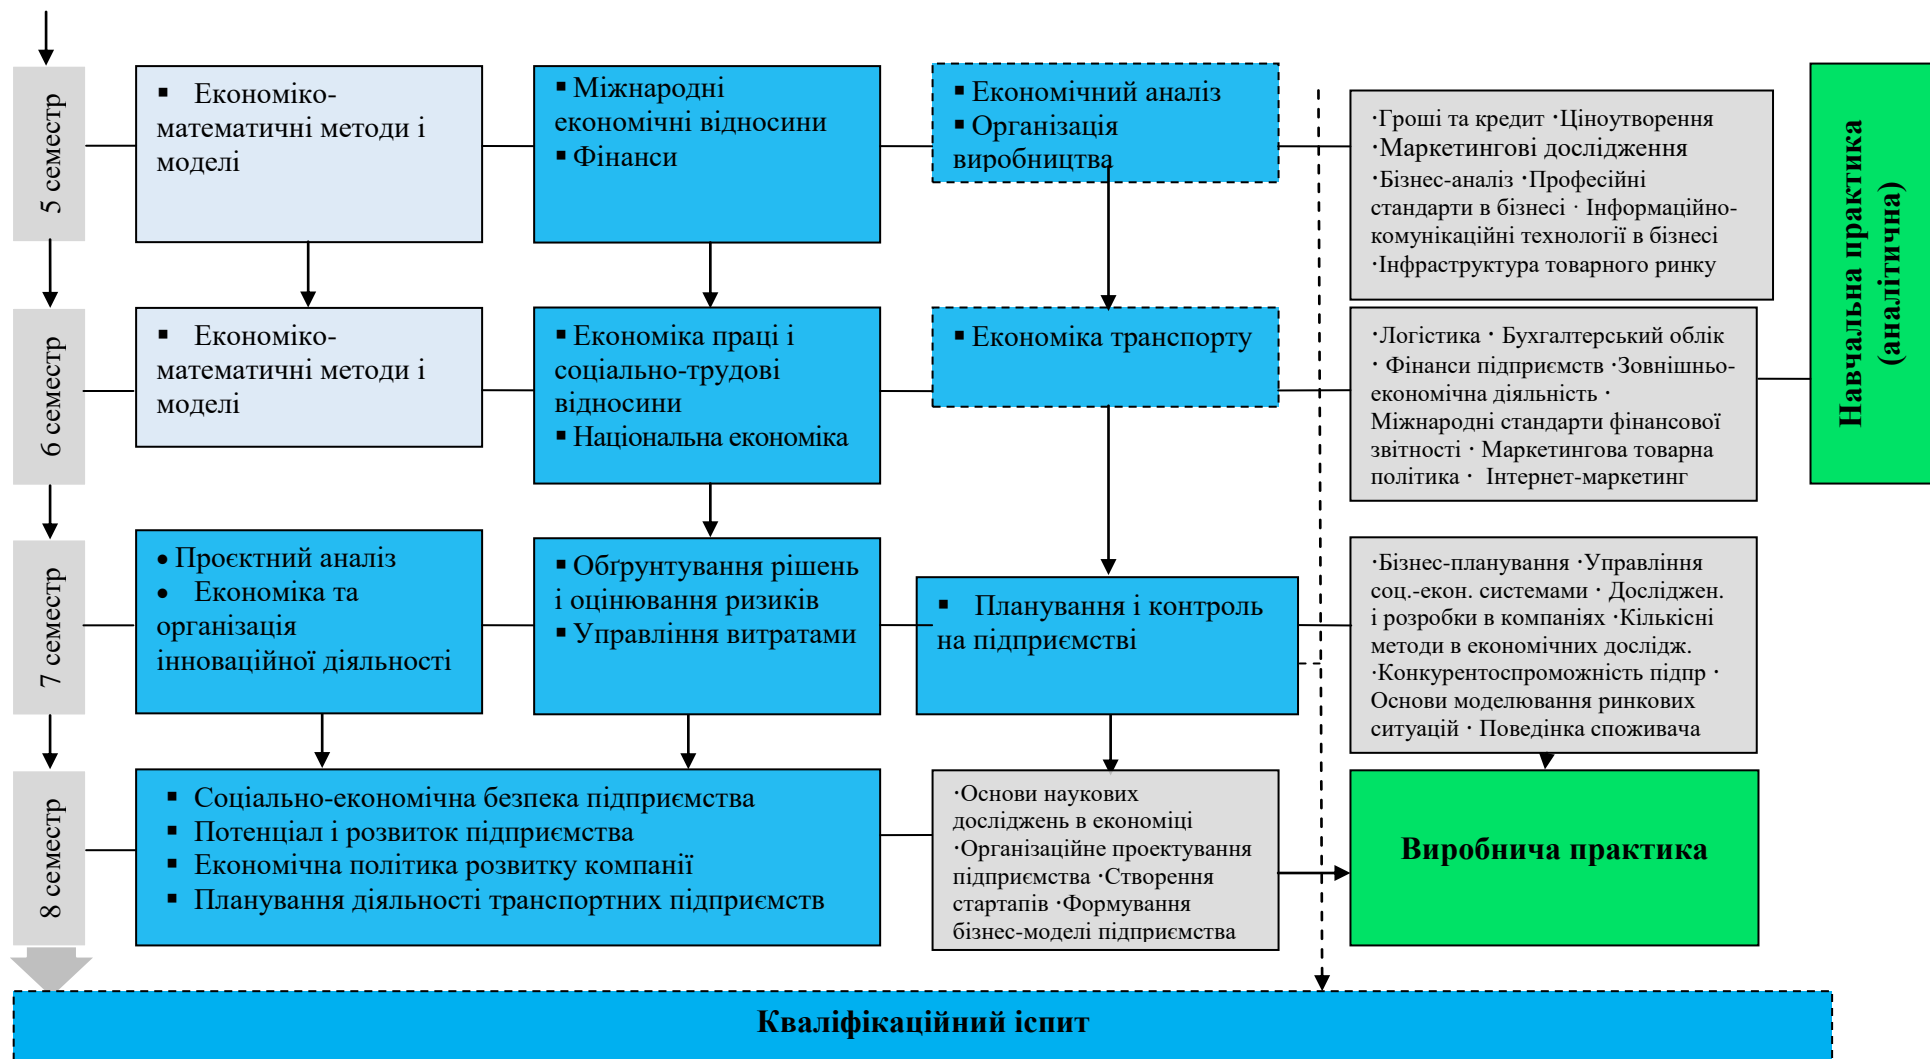 5 семестр
▪ Економіко-
математичні методи і
моделі
▪ Міжнародні
економічні відносини
▪ Фінанси
▪ Економічний аналіз
▪ Організація
виробництва
·Гроші та кредит ·Ціноутворення
·Маркетингові дослідження
·Бізнес-аналіз ·Професійні
стандарти в бізнесі · Інформаційно-
комунікаційні технології в бізнесі
·Інфраструктура товарного ринку
Навчальна практика
(аналітична)
6 семестр
▪ Економіко-
математичні методи і
моделі
▪ Економіка праці і
соціально-трудові
відносини
▪ Національна економіка
▪ Економіка транспорту
·Логістика · Бухгалтерський облік
· Фінанси підприємств ·Зовнішньо-
економічна діяльність ·
Міжнародні стандарти фінансової
звітності · Маркетингова товарна
політика · Інтернет-маркетинг
7 семестр
• Проєктний аналіз
• Економіка та
організація
інноваційної діяльності
▪ Обґрунтування рішень
і оцінювання ризиків
▪ Управління витратами
▪ Планування і контроль
на підприємстві
·Бізнес-планування ·Управління
соц.-екон. системами · Досліджен.
і розробки в компаніях ·Кількісні
методи в економічних дослідж.
·Конкурентоспроможність підпр ·
Основи моделювання ринкових
ситуацій · Поведінка споживача
8 семестр
▪ Соціально-економічна безпека підприємства
▪ Потенціал і розвиток підприємства
▪ Економічна політика розвитку компанії
▪ Планування діяльності транспортних підприємств
·Основи наукових
досліджень в економіці
·Організаційне проектування
підприємства ·Створення
стартапів ·Формування
бізнес-моделі підприємства
Виробнича практика
Кваліфікаційний іспит